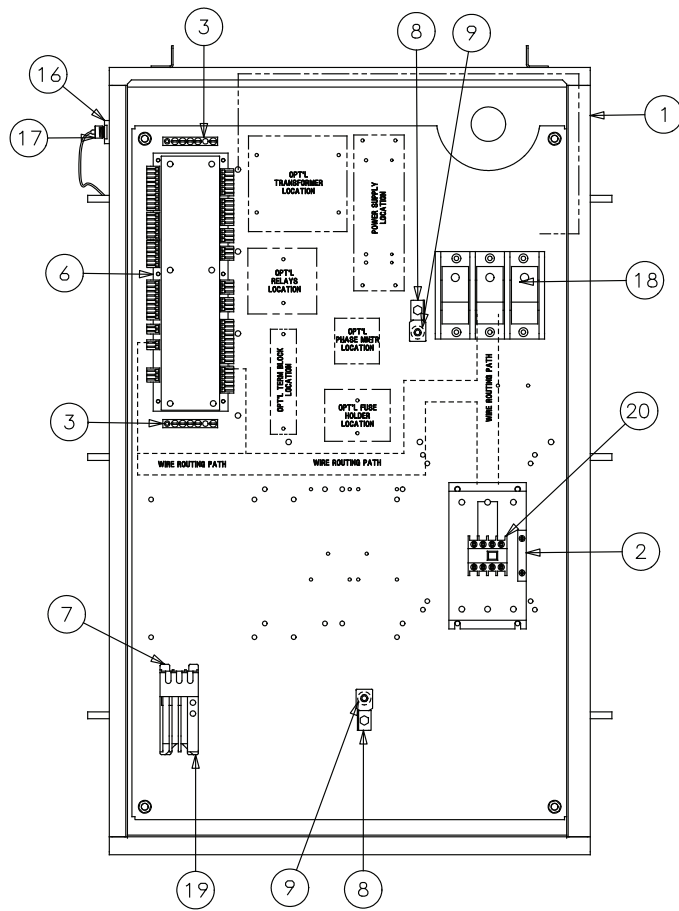 3
8
9
16
17
1
OPT'L
TRANSFORMER
LOCATION
POWER SUPPLY
LOCATION
6
OPT'L
RELAYS
LOCATION
18
OPT'L
PHASE MNTR
LOCATION
OPT'L TERM BLOCK
LOCATION
OPT'L FUSE
HOLDER
LOCATION
WIRE ROUTING PATH
3
20
WIRE ROUTING PATH
WIRE ROUTING PATH
2
7
19
9
8